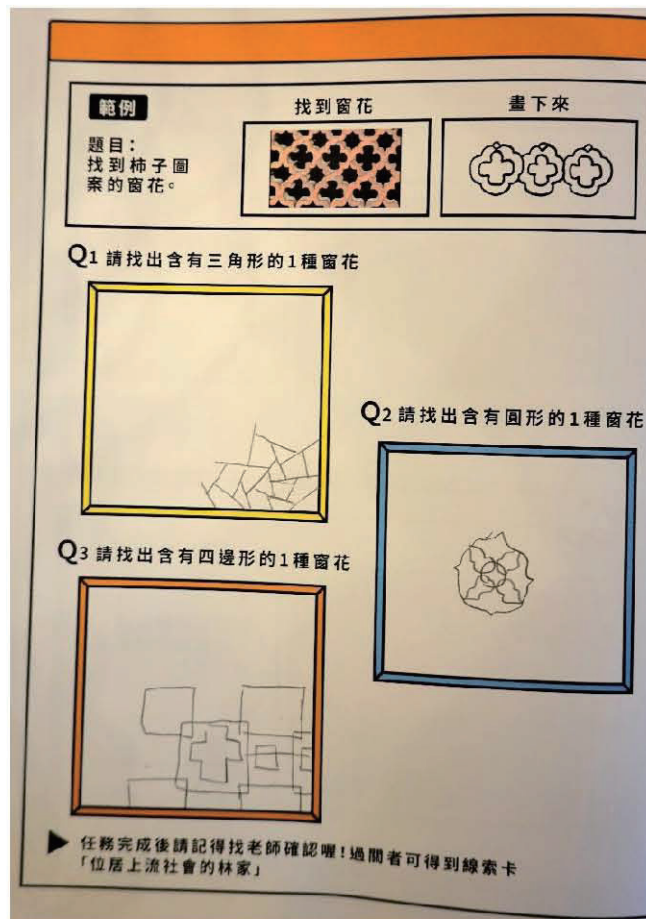 範例
題目：
找到柿子圖
案的窗花。
找到窗花
畫下來
Q1 請找出含有三角形的1種窗花
Q2 請找出含有圓形的1種窗花
Q3 請找出含有四邊形的1種窗花
任務完成後請記得找老師確認喔！過關者可得到線索卡
「位居上流社會的林家」